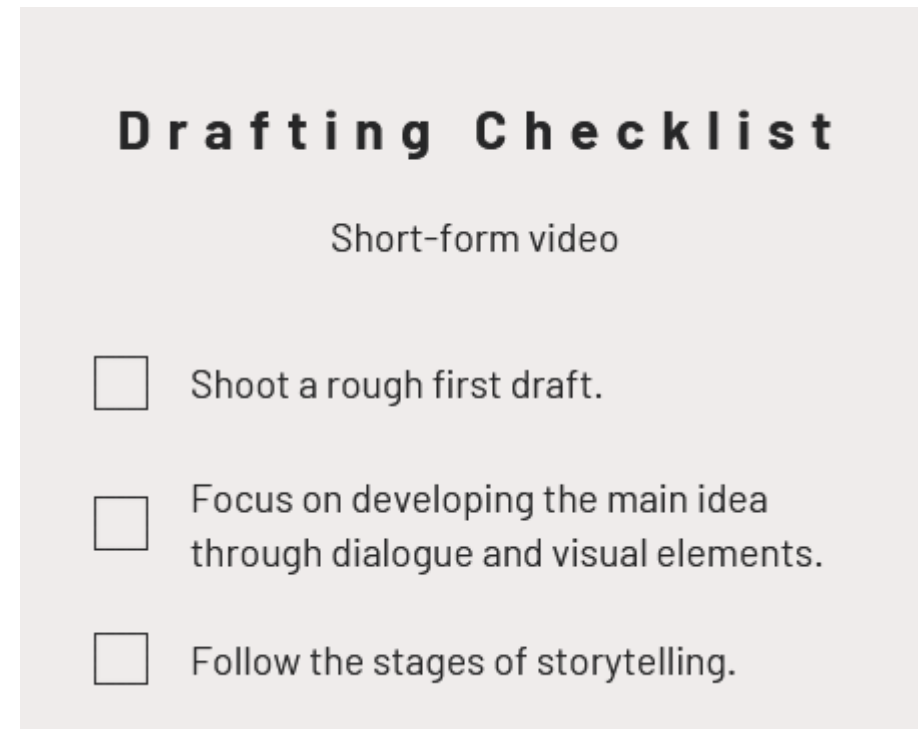 Drafting Checklist
Short-form video
Shoot a rough first draft.
Focus on developing the main idea
through dialogue and visual elements.
Follow the stages of storytelling.